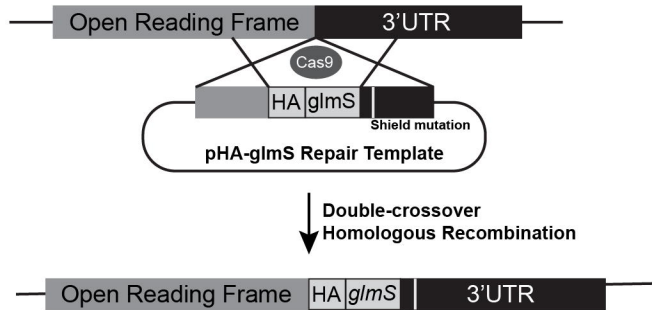 Open Reading Frame 3'UTR
Cas9
HA glmS
Shield mutation
pHA-glmS Repair Template
Double-crossover
Homologous Recombination
Open Reading Frame HA glmS 3'UTR